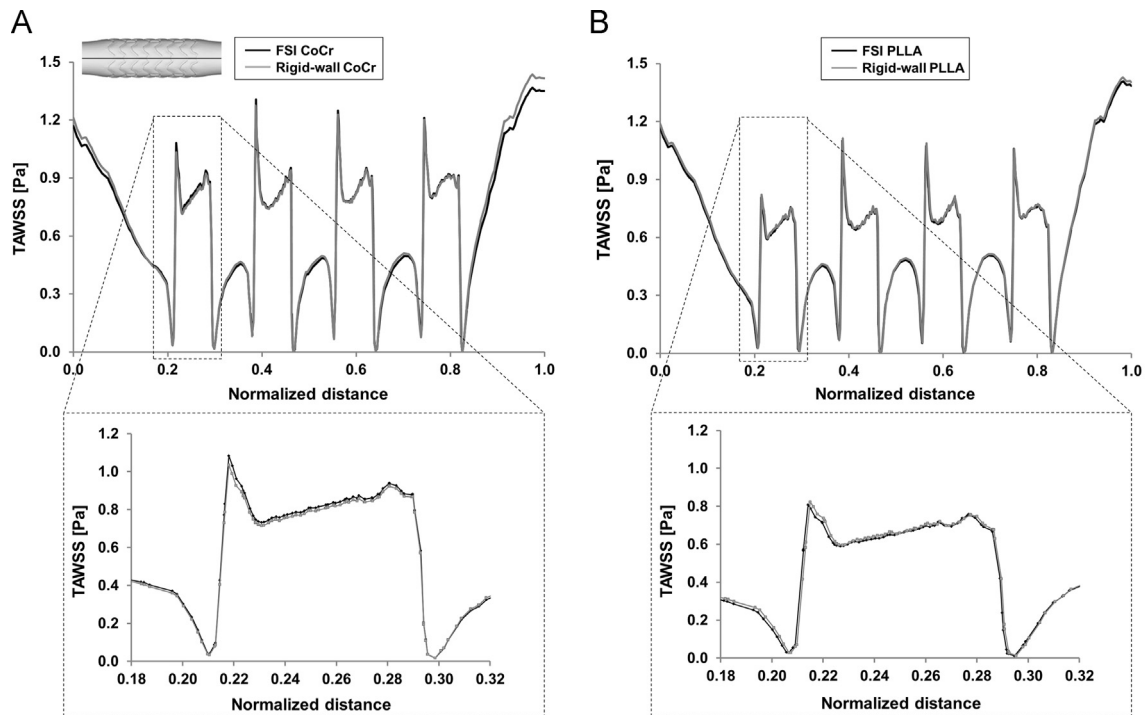 A
FSI CoCr
Rigid-wall CoCr
1.5
1.2
0.9
0.6
0.3
0.0
TAWSS [Pa]
0.0 0.2 0.4 0.6 0.8 1.0
Normalized distance
1.2
1.0
0.8
0.6
0.4
0.2
0.0
TAWSS [Pa]
0.18 0.20 0.22 0.24 0.26 0.28 0.30 0.32
Normalized distance
B
FSI PLLA
Rigid-wall PLLA
1.5
1.2
0.9
0.6
0.3
0.0
TAWSS [Pa]
0.0 0.2 0.4 0.6 0.8 1.0
Normalized distance
1.2
1.0
0.8
0.6
0.4
0.2
0.0
TAWSS [Pa]
0.18 0.20 0.22 0.24 0.26 0.28 0.30 0.32
Normalized distance